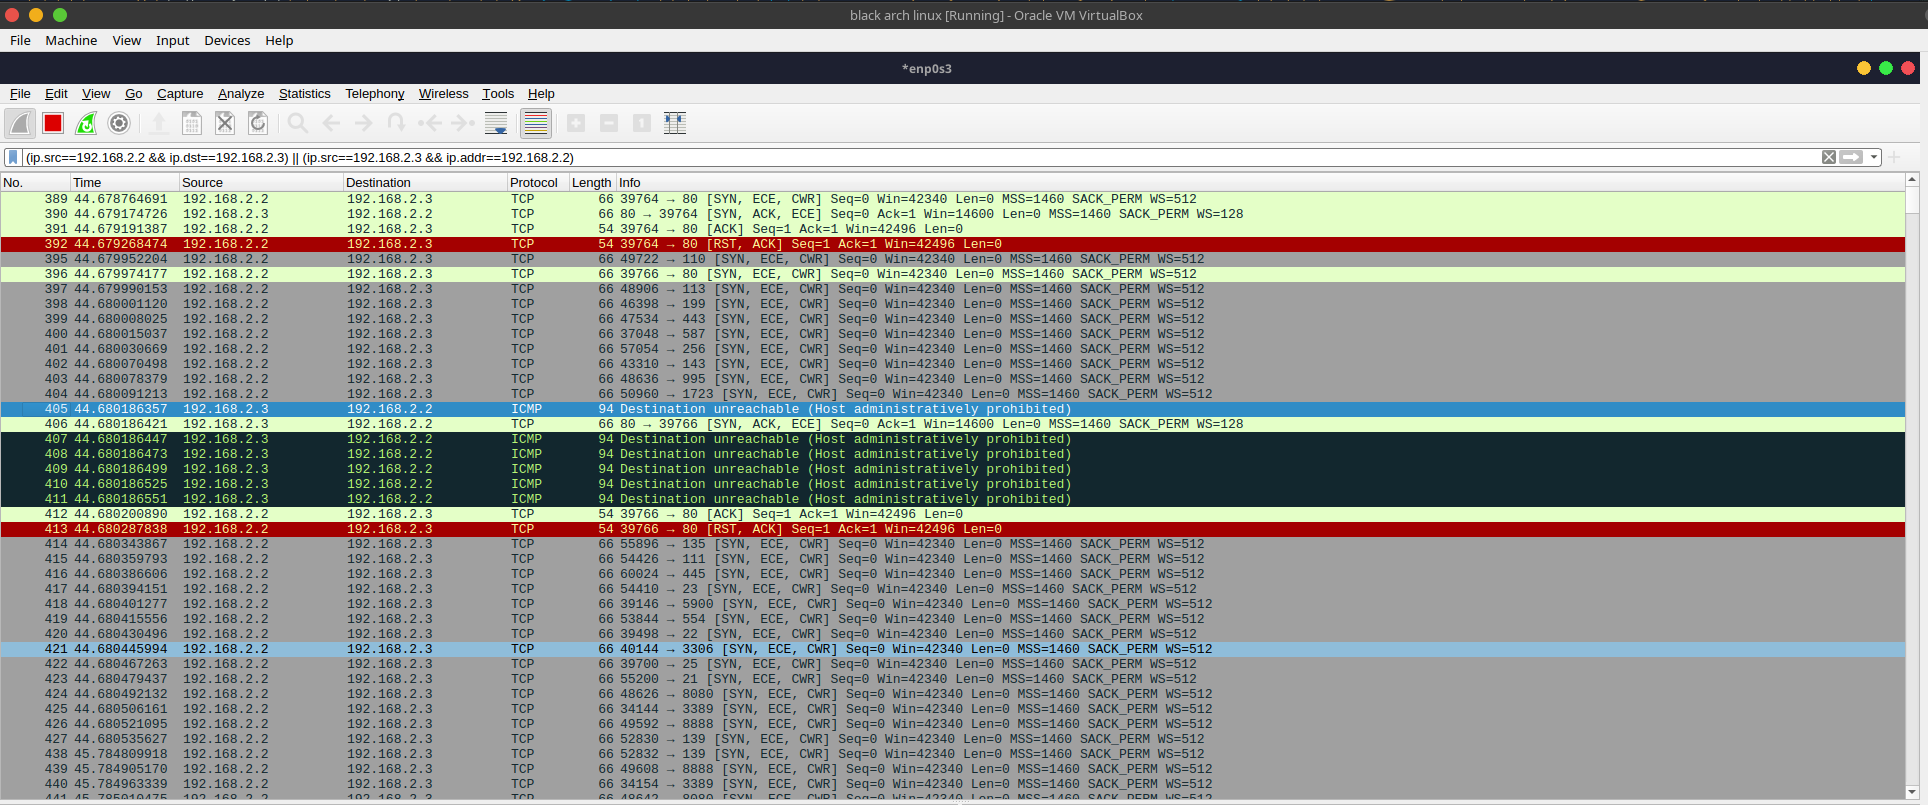 black arch linux [Running] - Oracle VM VirtualBox
File Machine View Input Devices Help
*enp0s3
File Edit View Go Capture Analyze Statistics Telephony Wireless Tools Help
(ip.src==192.168.2.2 && ip.dst==192.168.2.3) || (ip.src==192.168.2.3 && ip.addr==192.168.2.2)
No. Time Source Destination Protocol Length Info
389 44.678764691 192.168.2.2 192.168.2.3 TCP 66 39764 → 80 [SYN, ECE, CWR] Seq=0 Win=42340 Len=0 MSS=1460 SACK_PERM WS=512
390 44.679174726 192.168.2.3 192.168.2.2 TCP 66 80 → 39764 [SYN, ACK, ECE] Seq=0 Ack=1 Win=14600 Len=0 MSS=1460 SACK_PERM WS=128
391 44.679191387 192.168.2.2 192.168.2.3 TCP 54 39764 → 80 [ACK] Seq=1 Ack=1 Win=42496 Len=0
392 44.679268474 192.168.2.2 192.168.2.3 TCP 54 39764 → 80 [RST, ACK] Seq=1 Ack=1 Win=42496 Len=0
395 44.679952204 192.168.2.2 192.168.2.3 TCP 66 49722 → 110 [SYN, ECE, CWR] Seq=0 Win=42340 Len=0 MSS=1460 SACK_PERM WS=512
396 44.679974177 192.168.2.2 192.168.2.3 TCP 66 39766 → 80 [SYN, ECE, CWR] Seq=0 Win=42340 Len=0 MSS=1460 SACK_PERM WS=512
397 44.679990153 192.168.2.2 192.168.2.3 TCP 66 48906 → 113 [SYN, ECE, CWR] Seq=0 Win=42340 Len=0 MSS=1460 SACK_PERM WS=512
398 44.680001120 192.168.2.2 192.168.2.3 TCP 66 46398 → 199 [SYN, ECE, CWR] Seq=0 Win=42340 Len=0 MSS=1460 SACK_PERM WS=512
399 44.680008025 192.168.2.2 192.168.2.3 TCP 66 47534 → 443 [SYN, ECE, CWR] Seq=0 Win=42340 Len=0 MSS=1460 SACK_PERM WS=512
400 44.680015037 192.168.2.2 192.168.2.3 TCP 66 37048 → 587 [SYN, ECE, CWR] Seq=0 Win=42340 Len=0 MSS=1460 SACK_PERM WS=512
401 44.680030669 192.168.2.2 192.168.2.3 TCP 66 57054 → 256 [SYN, ECE, CWR] Seq=0 Win=42340 Len=0 MSS=1460 SACK_PERM WS=512
402 44.680070498 192.168.2.2 192.168.2.3 TCP 66 43310 → 143 [SYN, ECE, CWR] Seq=0 Win=42340 Len=0 MSS=1460 SACK_PERM WS=512
403 44.680078379 192.168.2.2 192.168.2.3 TCP 66 48636 → 995 [SYN, ECE, CWR] Seq=0 Win=42340 Len=0 MSS=1460 SACK_PERM WS=512
404 44.680091213 192.168.2.2 192.168.2.3 TCP 66 50960 → 1723 [SYN, ECE, CWR] Seq=0 Win=42340 Len=0 MSS=1460 SACK_PERM WS=512
405 44.680186357 192.168.2.3 192.168.2.2 ICMP 94 Destination unreachable (Host administratively prohibited)
406 44.680186421 192.168.2.3 192.168.2.2 TCP 66 80 → 39766 [SYN, ACK, ECE] Seq=0 Ack=1 Win=14600 Len=0 MSS=1460 SACK_PERM WS=128
407 44.680186447 192.168.2.3 192.168.2.2 ICMP 94 Destination unreachable (Host administratively prohibited)
408 44.680186473 192.168.2.3 192.168.2.2 ICMP 94 Destination unreachable (Host administratively prohibited)
409 44.680186499 192.168.2.3 192.168.2.2 ICMP 94 Destination unreachable (Host administratively prohibited)
410 44.680186525 192.168.2.3 192.168.2.2 ICMP 94 Destination unreachable (Host administratively prohibited)
411 44.680186551 192.168.2.3 192.168.2.2 ICMP 94 Destination unreachable (Host administratively prohibited)
412 44.680200890 192.168.2.2 192.168.2.3 TCP 54 39766 → 80 [ACK] Seq=1 Ack=1 Win=42496 Len=0
413 44.680287838 192.168.2.2 192.168.2.3 TCP 54 39766 → 80 [RST, ACK] Seq=1 Ack=1 Win=42496 Len=0
414 44.680343867 192.168.2.2 192.168.2.3 TCP 66 55896 → 135 [SYN, ECE, CWR] Seq=0 Win=42340 Len=0 MSS=1460 SACK_PERM WS=512
415 44.680359793 192.168.2.2 192.168.2.3 TCP 66 54426 → 111 [SYN, ECE, CWR] Seq=0 Win=42340 Len=0 MSS=1460 SACK_PERM WS=512
416 44.680386606 192.168.2.2 192.168.2.3 TCP 66 60024 → 445 [SYN, ECE, CWR] Seq=0 Win=42340 Len=0 MSS=1460 SACK_PERM WS=512
417 44.680394151 192.168.2.2 192.168.2.3 TCP 66 54410 → 23 [SYN, ECE, CWR] Seq=0 Win=42340 Len=0 MSS=1460 SACK_PERM WS=512
418 44.680401277 192.168.2.2 192.168.2.3 TCP 66 39146 → 5900 [SYN, ECE, CWR] Seq=0 Win=42340 Len=0 MSS=1460 SACK_PERM WS=512
419 44.680415556 192.168.2.2 192.168.2.3 TCP 66 53844 → 554 [SYN, ECE, CWR] Seq=0 Win=42340 Len=0 MSS=1460 SACK_PERM WS=512
420 44.680430496 192.168.2.2 192.168.2.3 TCP 66 39498 → 22 [SYN, ECE, CWR] Seq=0 Win=42340 Len=0 MSS=1460 SACK_PERM WS=512
421 44.680445994 192.168.2.2 192.168.2.3 TCP 66 40144 → 3306 [SYN, ECE, CWR] Seq=0 Win=42340 Len=0 MSS=1460 SACK_PERM WS=512
422 44.680467263 192.168.2.2 192.168.2.3 TCP 66 39700 → 25 [SYN, ECE, CWR] Seq=0 Win=42340 Len=0 MSS=1460 SACK_PERM WS=512
423 44.680479437 192.168.2.2 192.168.2.3 TCP 66 55200 → 21 [SYN, ECE, CWR] Seq=0 Win=42340 Len=0 MSS=1460 SACK_PERM WS=512
424 44.680492132 192.168.2.2 192.168.2.3 TCP 66 48626 → 8080 [SYN, ECE, CWR] Seq=0 Win=42340 Len=0 MSS=1460 SACK_PERM WS=512
425 44.680506161 192.168.2.2 192.168.2.3 TCP 66 34144 → 3389 [SYN, ECE, CWR] Seq=0 Win=42340 Len=0 MSS=1460 SACK_PERM WS=512
426 44.680521095 192.168.2.2 192.168.2.3 TCP 66 49592 → 8888 [SYN, ECE, CWR] Seq=0 Win=42340 Len=0 MSS=1460 SACK_PERM WS=512
427 44.680535627 192.168.2.2 192.168.2.3 TCP 66 52830 → 139 [SYN, ECE, CWR] Seq=0 Win=42340 Len=0 MSS=1460 SACK_PERM WS=512
438 45.784809918 192.168.2.2 192.168.2.3 TCP 66 52832 → 139 [SYN, ECE, CWR] Seq=0 Win=42340 Len=0 MSS=1460 SACK_PERM WS=512
439 45.784905170 192.168.2.2 192.168.2.3 TCP 66 49608 → 8888 [SYN, ECE, CWR] Seq=0 Win=42340 Len=0 MSS=1460 SACK_PERM WS=512
440 45.784963339 192.168.2.2 192.168.2.3 TCP 66 34154 → 3389 [SYN, ECE, CWR] Seq=0 Win=42340 Len=0 MSS=1460 SACK_PERM WS=512